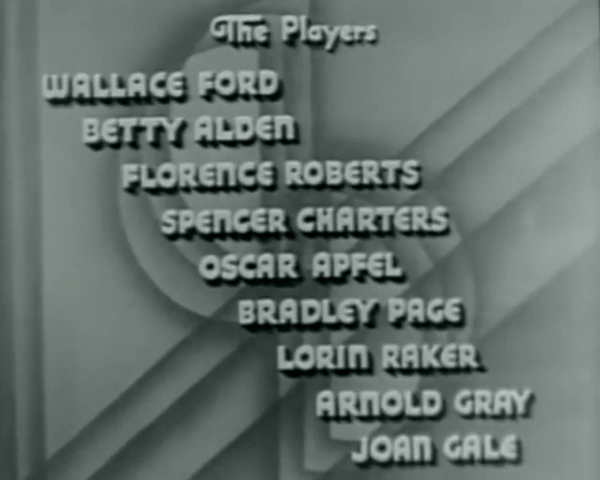 The Players
WALLACE FORD
BETTY ALDEN
FLORENCE ROBERTS
SPENCER CHARTERS
OSCAR APFEL
BRADLEY PAGE
LORIN RAKER
ARNOLD GRAY
JOAN GALE